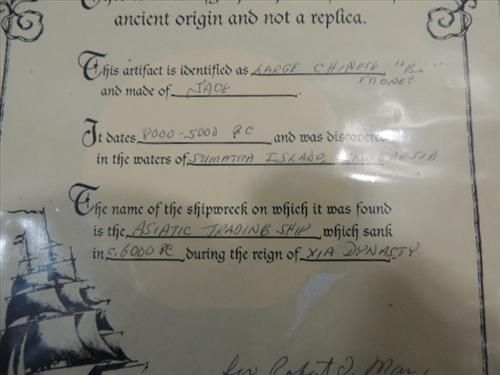 ancient origin and not a replica.
This artifact is identified as LARGE CHINESE
MONEY
and made of JADE.
It dates 8000-5000 BC and was discovered
in the waters of SUMATRA ISLAND, INDONESIA
The name of the shipwreck on which it was found
is the ASIATIC TRADING SHIP, which sank
in C. 6000 BC during the reign of XIA DYNASTY
Robert